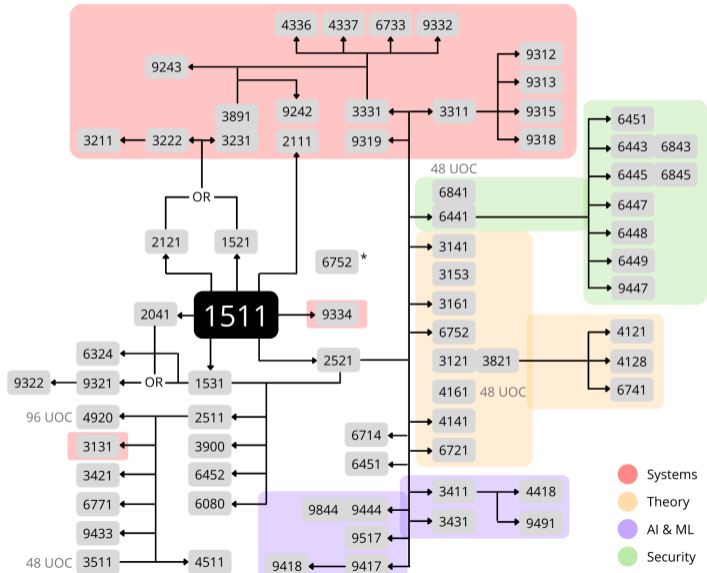 4336 4337 6733 9332
9243
9312
9313
3891 9242 3331 3311 9315
3211 3222 3231 2111 9319 9318
6451
6443 6843
48 UOC
6445 6845
6841
OR
6447
6441
6448
2121 1521
3141
6752 *
6449
3153
9447
3161
2041 1511 9334
4121
6752
6324
2521 3121 3821 4128
9322 9321 OR 1531
4161 48 UOC 6741
96 UOC 4920 2511
4141
6714
3131 3900
6721
6451
3421 6452
Systems
3411 4418
6771 6080
Theory
9844 9444
3431 9491
AI & ML
9433
9517
Security
48 UOC 3511 4511
9418 9417